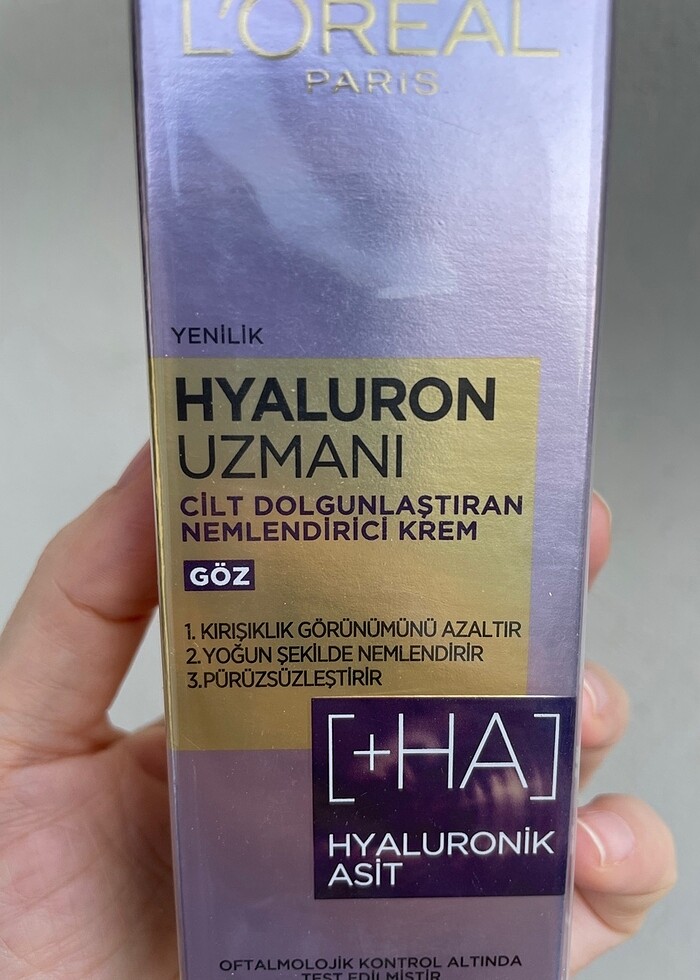 L'ORÉAL
PARiS
YENİLİK
HYALURON
UZMANI
CİLT DOLGUNLAŞTIRAN
NEMLENDİRİCİ KREM
GÖZ
1. KIRIŞIKLIK GÖRÜNÜMÜNÜ AZALTIR
2.YOĞUN ŞEKİLDE NEMLENDİRİR
3.PÜRÜZSÜZLEŞTİRİR
[+HA]
HYALURONİK
ASİT
OFTALMOLOJİK KONTROL ALTINDA
TEST EDİLMİŞTİR